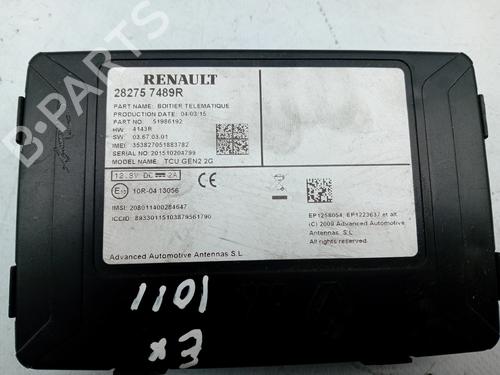 B-PARTS
RENAULT
28275 7489R
PART NAME: BOITIER TELEMATIQUE
PRODUCTION DATE: 04/03/15
PART No: 51986192
HW: 4143R
SW: 03.67.03.01
IMEI: 353827051883782
SERIAL No: 201510204799
MODEL NAME: TCU GEN2 2G
12.8V DC 2A
10R-04 13056
CE
IMSI: 208011400284647
ICCID: 89330115103879561790
EP1258054, EP1223637 et alt.
(C) 2009 Advanced Automotive
Antennas S.L
All rights reserved.
Advanced Automotive Antennas S.L
1101
Ex